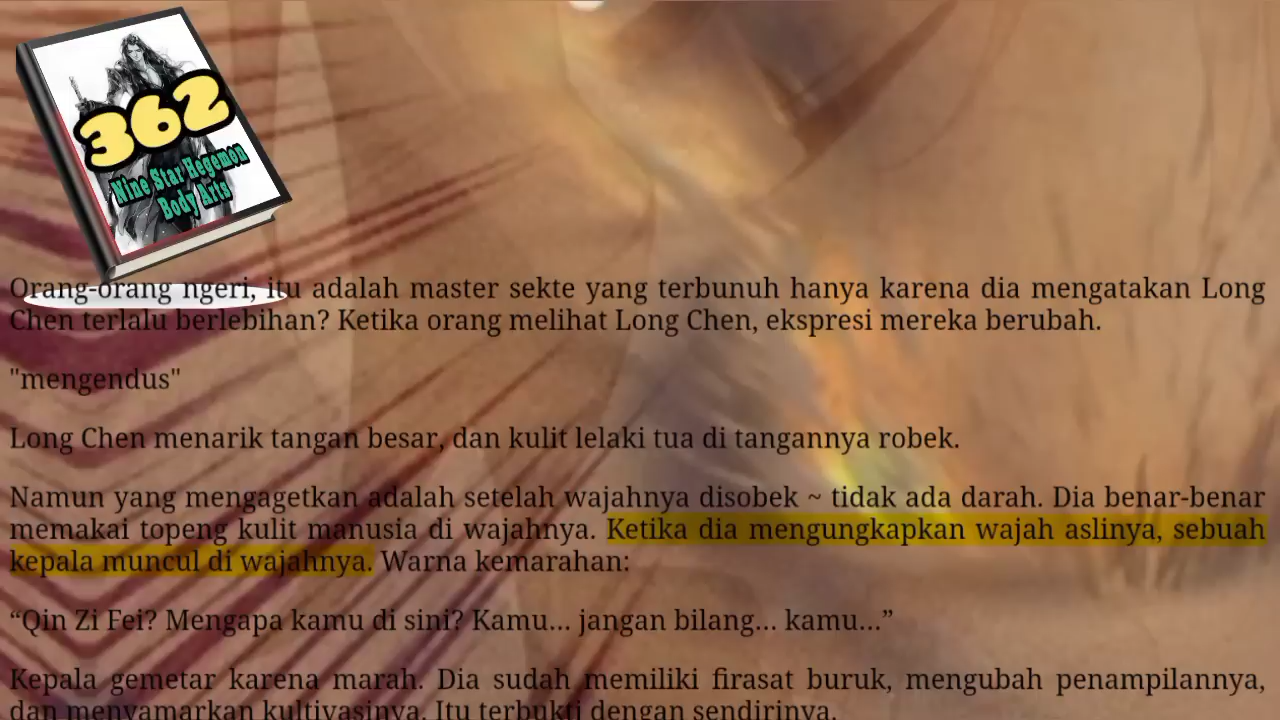 362
Nine Star Hegemon
Body Arts
Orang-orang ngeri, itu adalah master sekte yang terbunuh hanya karena dia mengatakan Long
Chen terlalu berlebihan? Ketika orang melihat Long Chen, ekspresi mereka berubah.
"mengendus"
Long Chen menarik tangan besar, dan kulit lelaki tua di tangannya robek.
Namun yang mengagetkan adalah setelah wajahnya disobek ~ tidak ada darah. Dia benar-benar
memakai topeng kulit manusia di wajahnya. Ketika dia mengungkapkan wajah aslinya, sebuah
kepala muncul di wajahnya. Warna kemarahan:
“Qin Zi Fei? Mengapa kamu di sini? Kamu... jangan bilang... kamu...”
Kepala gemetar karena marah. Dia sudah memiliki firasat buruk, mengubah penampilannya,
dan menyamarkan kultivasinya. Itu terbukti dengan sendirinya.